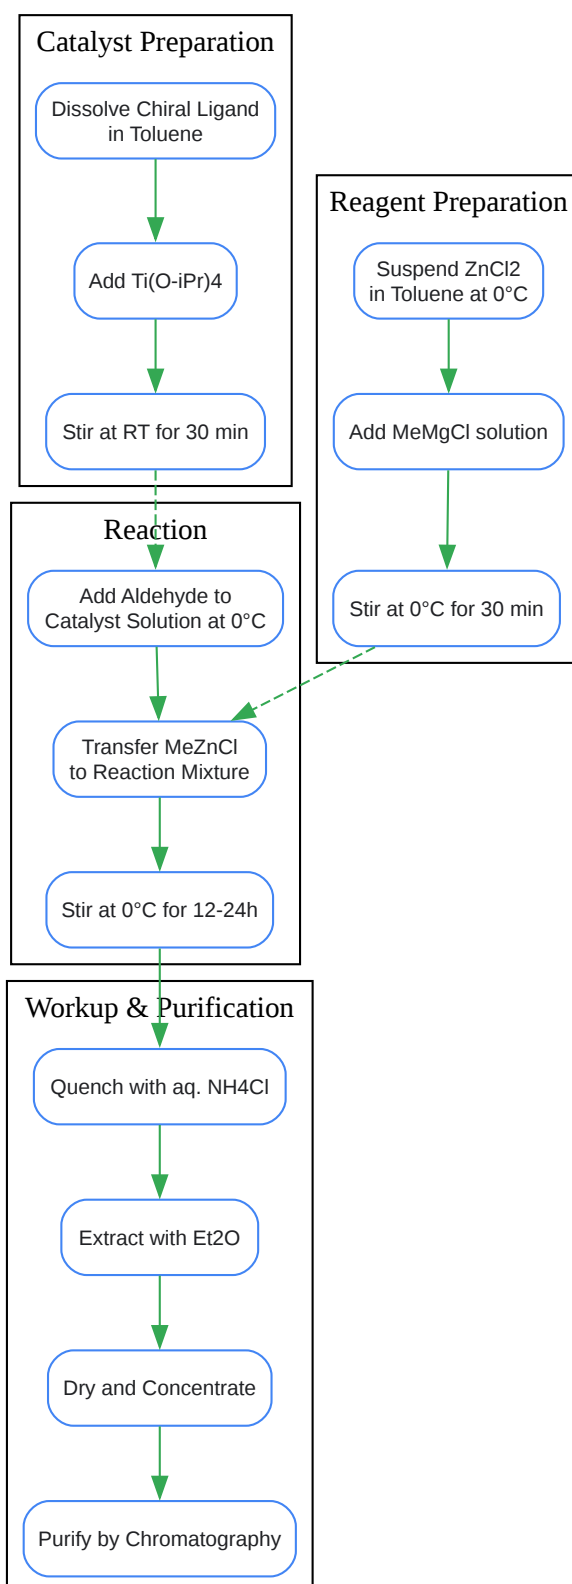 Catalyst Preparation
Dissolve Chiral Ligand
in Toluene
Add Ti(O-iPr)4
Stir at RT for 30 min
Reagent Preparation
Suspend ZnCl2
in Toluene at 0°C
Add MeMgCl solution
Stir at 0°C for 30 min
Reaction
Add Aldehyde to
Catalyst Solution at 0°C
Transfer MeZnCl
to Reaction Mixture
Stir at 0°C for 12-24h
Workup & Purification
Quench with aq. NH4Cl
Extract with Et2O
Dry and Concentrate
Purify by Chromatography